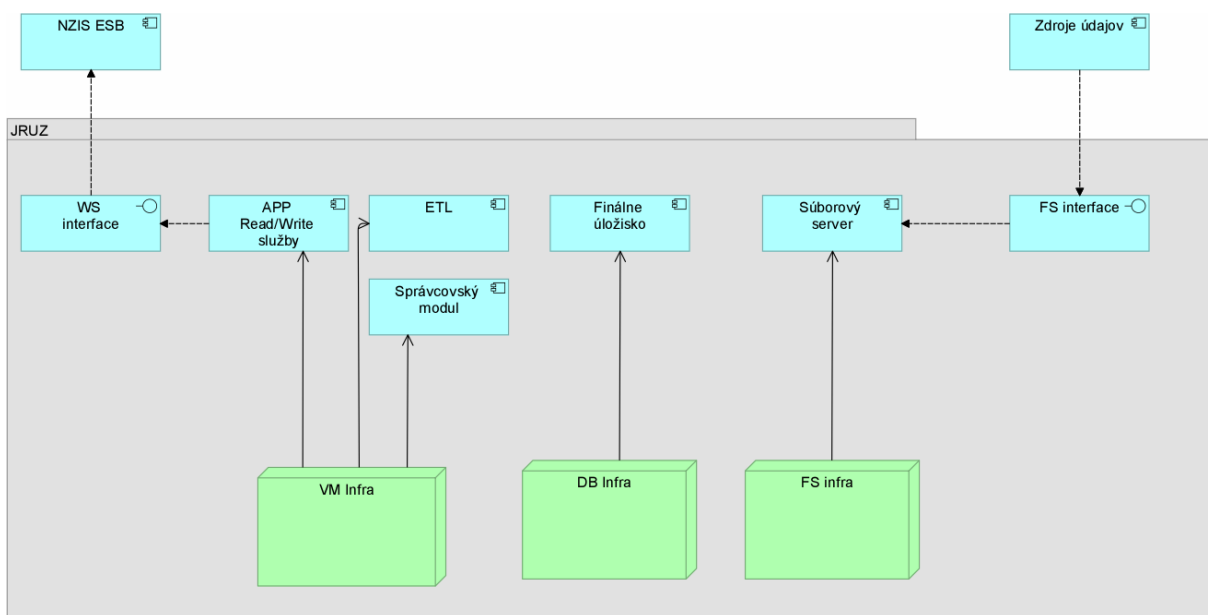 NZIS ESB
Zdroje údajov
JRUZ
WS
interface
APP
Read/Write
služby
ETL
Finálne
úložisko
Súborový
server
FS interface
Správcovský
modul
VM Infra
DB Infra
FS infra